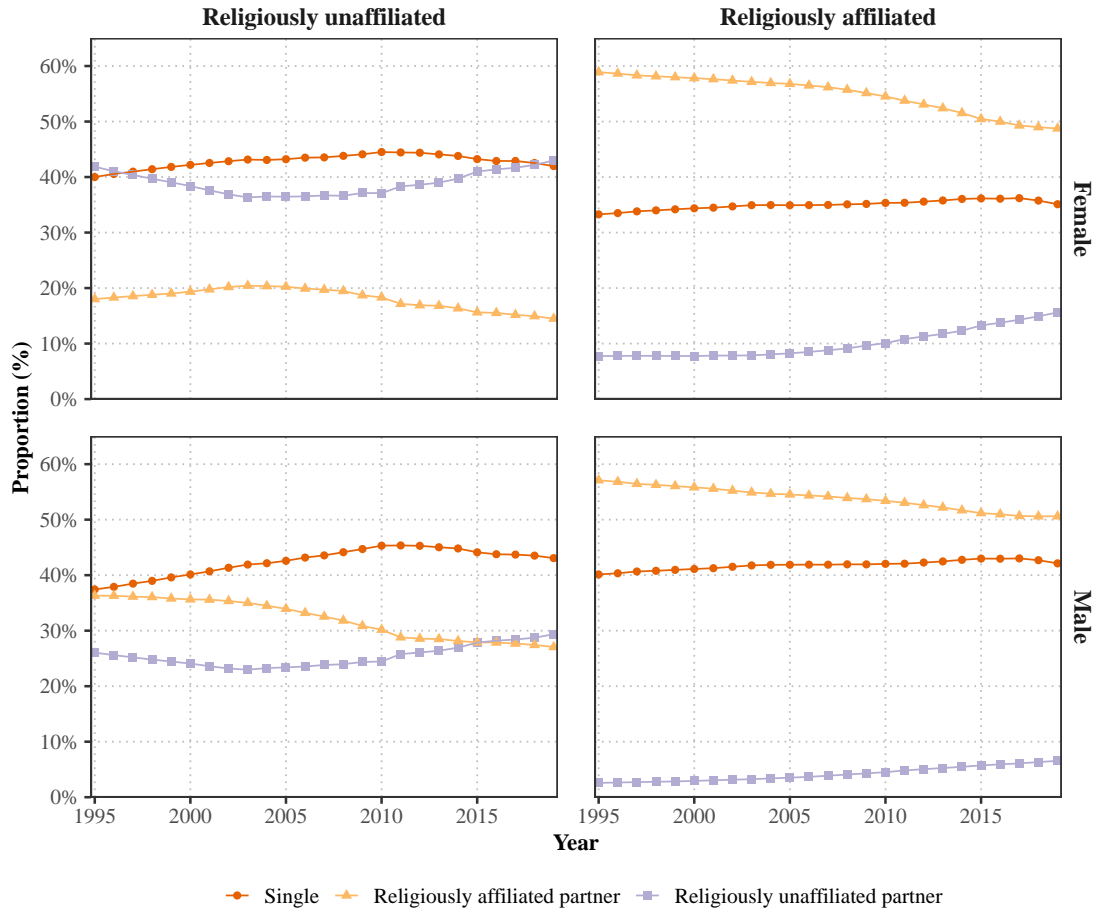 Religiously unaffiliated
Religiously affiliated
Proportion (%)
60%
50%
40%
30%
20%
10%
0%
Female
60%
50%
40%
30%
20%
10%
0%
Male
1995 2000 2005 2010 2015
1995 2000 2005 2010 2015
Year
Single Religiously affiliated partner Religiously unaffiliated partner